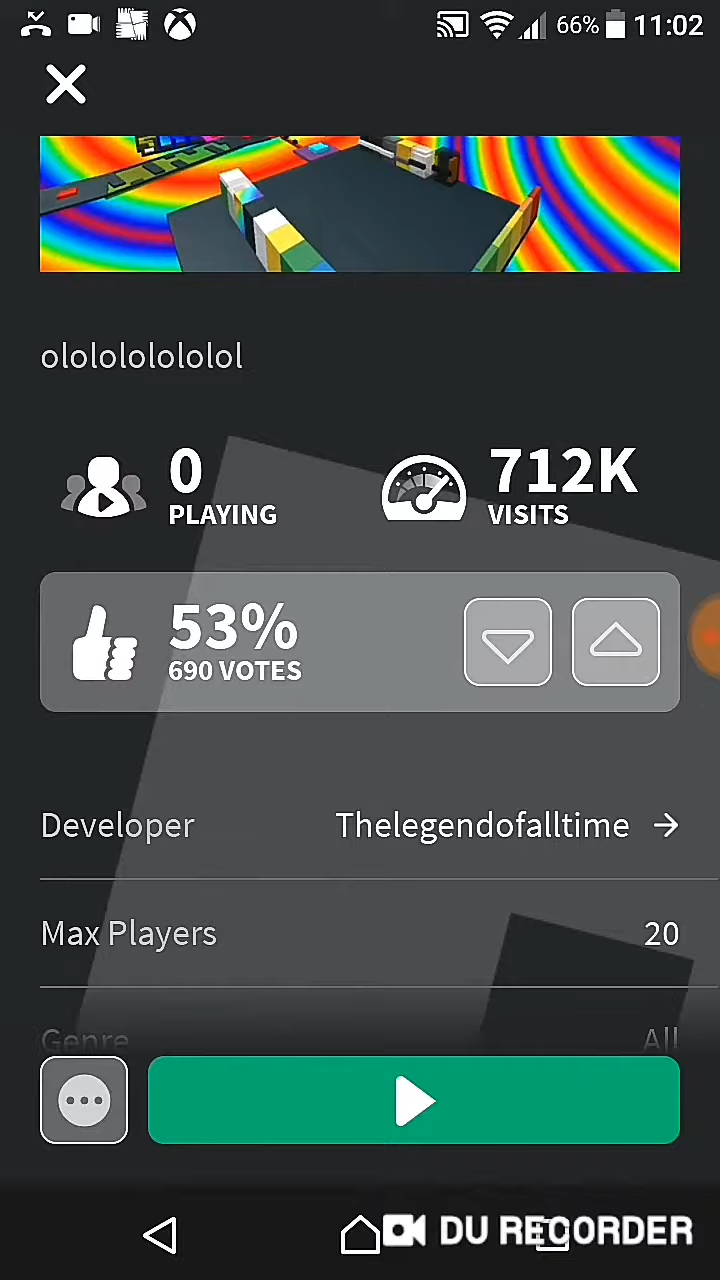 66% 11:02
olololololololol
0
PLAYING
712K
VISITS
53%
690 VOTES
Developer Thelegendofalltime
Max Players 20
Genre All
DU RECORDER